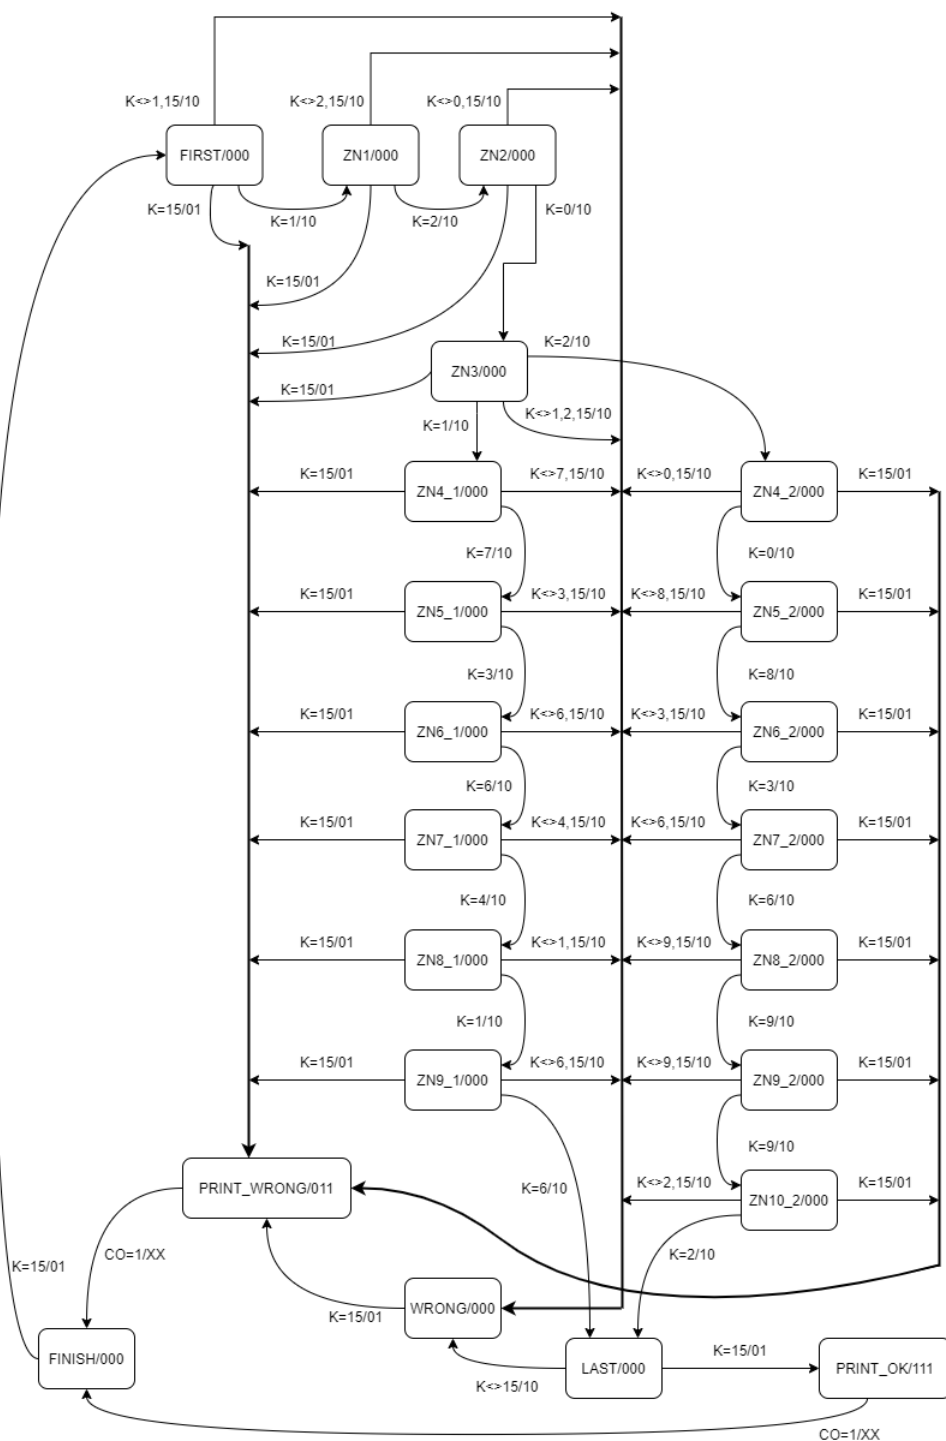 K<>1,15/10
K<>2,15/10
K<>0,15/10
FIRST/000
ZN1/000
ZN2/000
K=15/01
K=1/10
K=2/10
K=0/10
K=15/01
K=15/01
K=2/10
ZN3/000
K=15/01
K<>1,2,15/10
K=1/10
K=15/01
ZN4_1/000
K<>7,15/10
K<>0,15/10
ZN4_2/000
K=15/01
K=7/10
K=0/10
K=15/01
ZN5_1/000
K<>3,15/10
K<>8,15/10
ZN5_2/000
K=15/01
K=3/10
K=8/10
K=15/01
ZN6_1/000
K<>6,15/10
K<>3,15/10
ZN6_2/000
K=15/01
K=6/10
K=3/10
K=15/01
ZN7_1/000
K<>4,15/10
K<>6,15/10
ZN7_2/000
K=15/01
K=4/10
K=6/10
K=15/01
ZN8_1/000
K<>1,15/10
K<>9,15/10
ZN8_2/000
K=15/01
K=1/10
K=9/10
K=15/01
ZN9_1/000
K<>6,15/10
K<>9,15/10
ZN9_2/000
K=15/01
K=9/10
PRINT_WRONG/011
K=6/10
K<>2,15/10
ZN10_2/000
K=15/01
CO=1/XX
K=2/10
K=15/01
WRONG/000
K=15/01
FINISH/000
LAST/000
K=15/01
PRINT_OK/111
K<>15/10
CO=1/XX